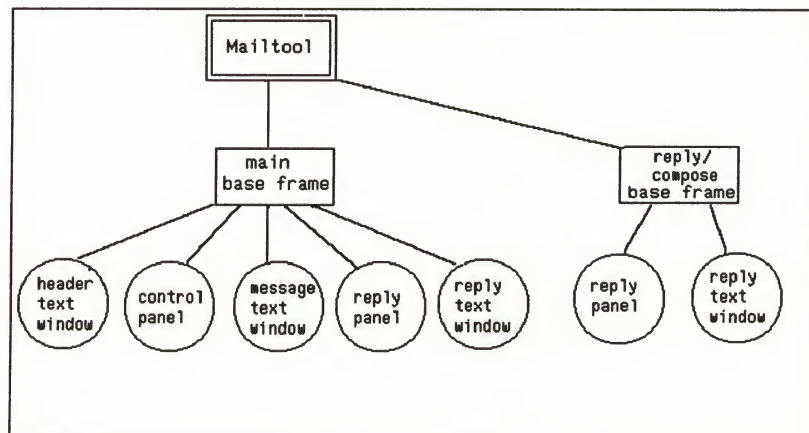 Mailtool
main
base frame
reply/
compose
base frame
header
text
window
control
panel
message
text
window
reply
panel
reply
text
window
reply
panel
reply
text
window